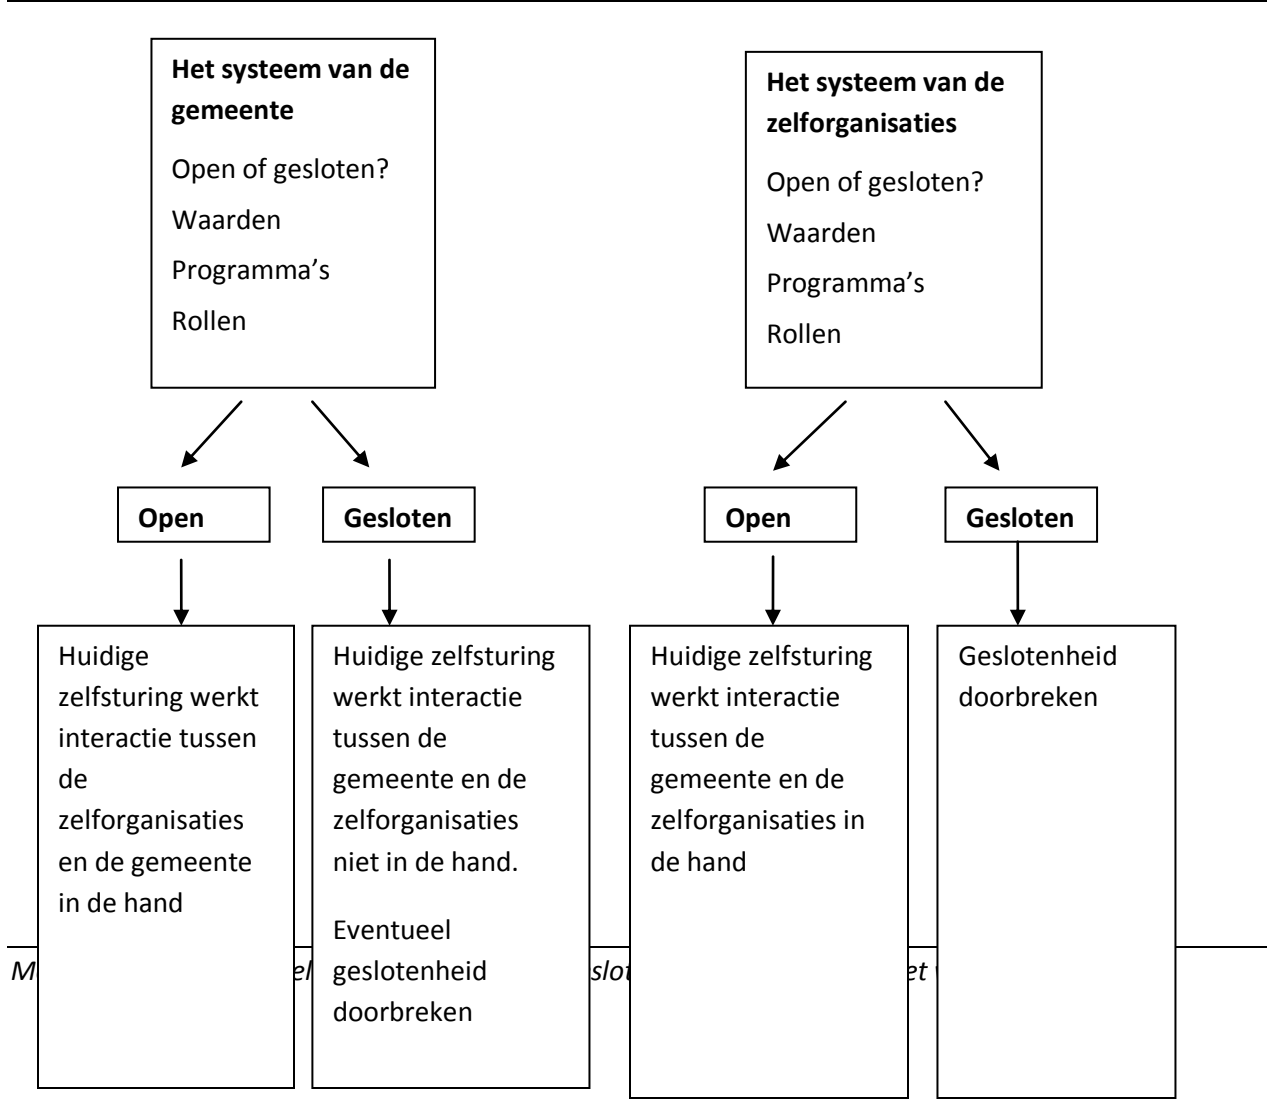 Het systeem van de
gemeente
Open of gesloten?
Waarden
Programma’s
Rollen
Het systeem van de
zelforganisaties
Open of gesloten?
Waarden
Programma’s
Rollen
Open
Gesloten
Open
Gesloten
Huidige
zelfsturing werkt
interactie tussen
de
zelforganisaties
en de gemeente
in de hand
Huidige zelfsturing
werkt interactie
tussen de
gemeente en de
zelforganisaties
niet in de hand.
Eventueel
geslotenheid
doorbreken
Huidige zelfsturing
werkt interactie
tussen de
gemeente en de
zelforganisaties in
de hand
Geslotenheid
doorbreken